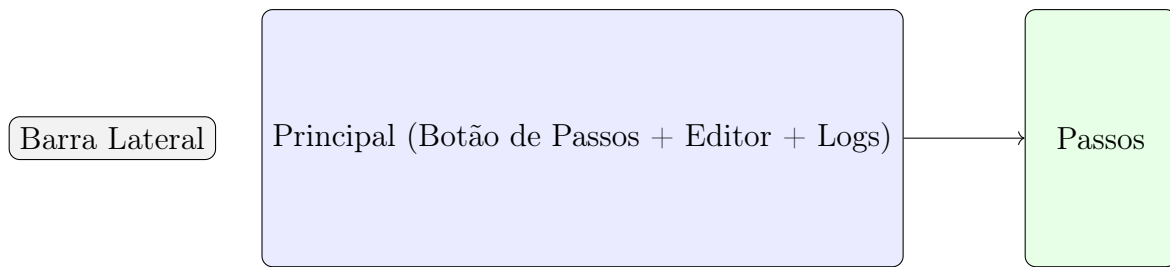 Barra Lateral
Principal (Botão de Passos + Editor + Logs)
Passos